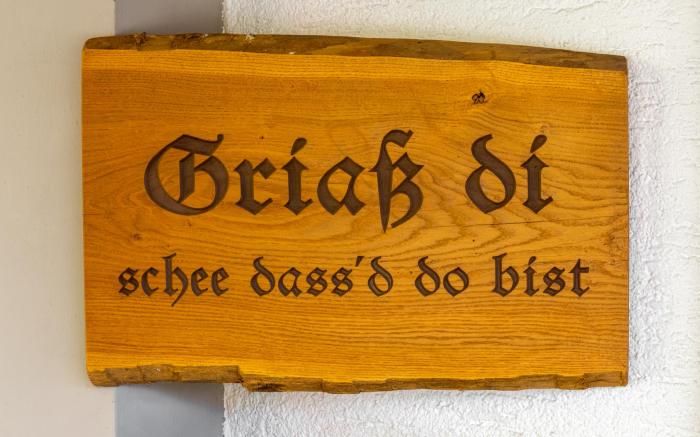 Griaß di
schee dass´d do bist